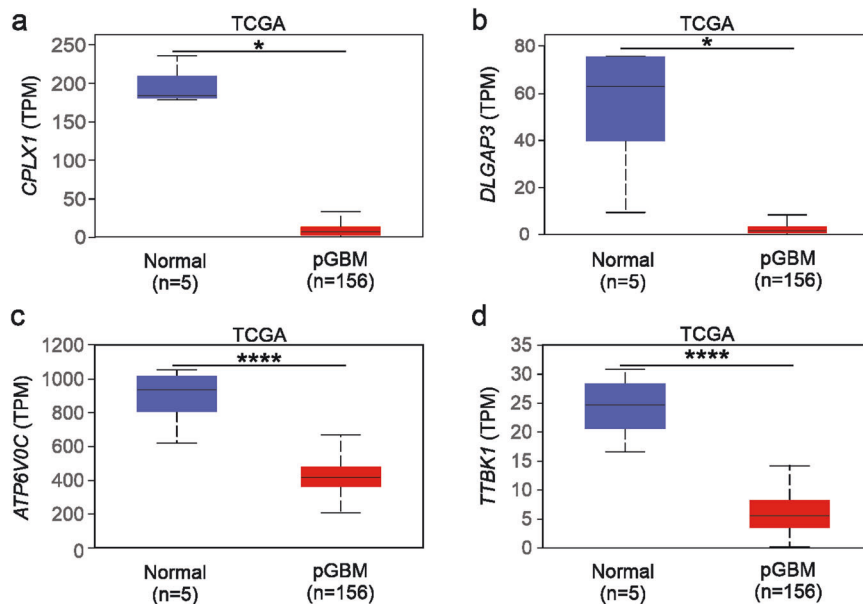 a
TCGA
*
CPLX1 (TPM)
250
200
150
100
50
0
Normal
(n=5)
pGBM
(n=156)
b
TCGA
*
DLGAP3 (TPM)
80
60
40
20
0
Normal
(n=5)
pGBM
(n=156)
c
TCGA
****
ATP6V0C (TPM)
1200
1000
800
600
400
200
0
Normal
(n=5)
pGBM
(n=156)
d
TCGA
****
TTBK1 (TPM)
35
30
25
20
15
10
5
0
Normal
(n=5)
pGBM
(n=156)